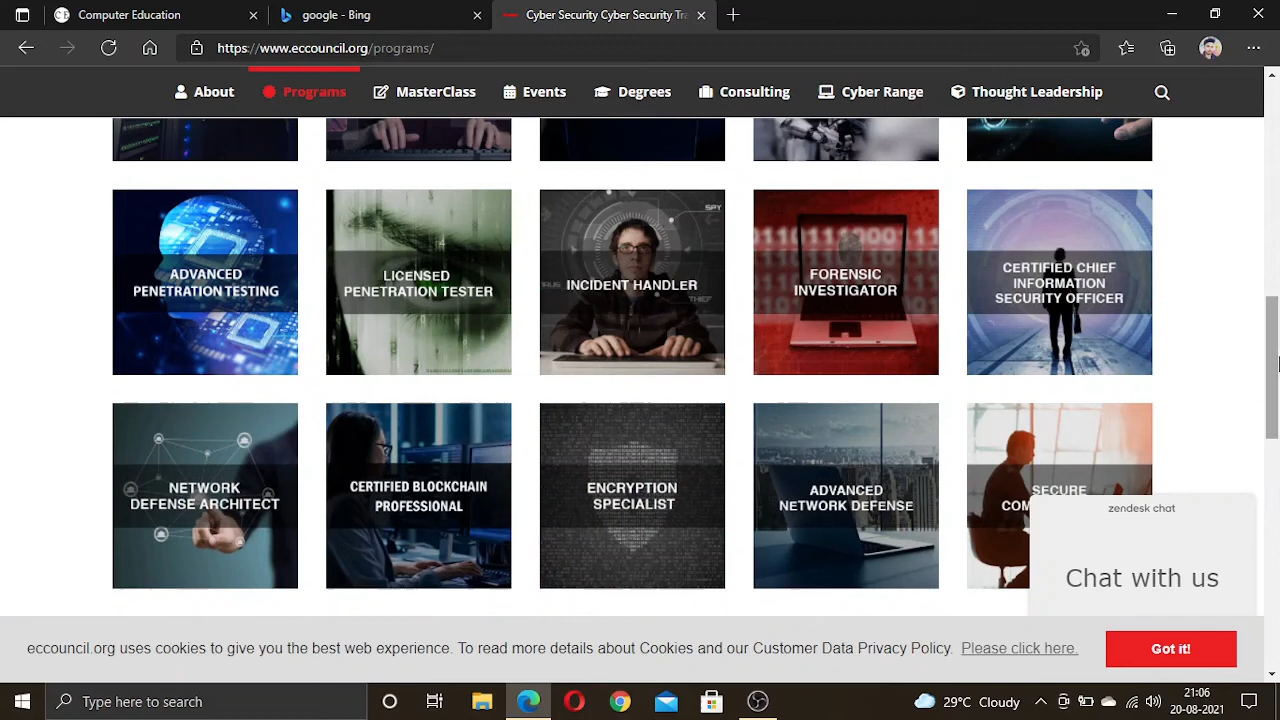 Computer Education
google - Bing
Cyber Security Cyber Security Tra
https://www.eccouncil.org/programs/
About
Programs
MasterClass
Events
Degrees
Consulting
Cyber Range
Thought Leadership
ADVANCED
PENETRATION TESTING
LICENSED
PENETRATION TESTER
SPY
THIEF
INCIDENT HANDLER
FORENSIC
INVESTIGATOR
CERTIFIED CHIEF
INFORMATION
SECURITY OFFICER
NETWORK
DEFENSE ARCHITECT
CERTIFIED BLOCKCHAIN
PROFESSIONAL
ENCRYPTION
SPECIALIST
ADVANCED
NETWORK DEFENSE
SECURE
zendesk chat
Chat with us
eccouncil.org uses cookies to give you the best web experience. To read more details about Cookies and our Customer Data Privacy Policy. Please click here.
Got it!
Type here to search
29°C Cloudy
21:06
20-08-2021